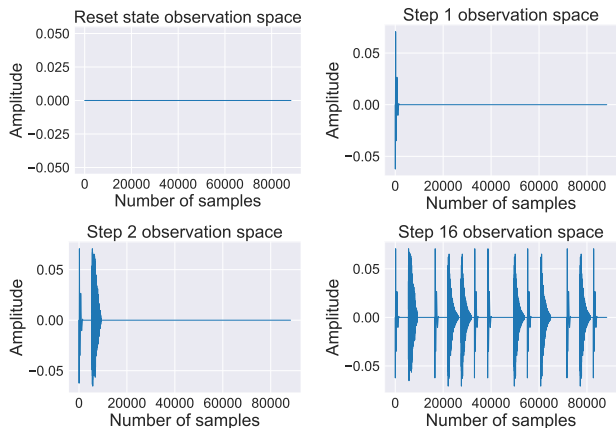 Reset state observation space
0.050
0.025
0.000
−0.025
−0.050
Amplitude
0 20000 40000 60000 80000
Number of samples
Step 1 observation space
0.05
0.00
−0.05
Amplitude
0 20000 40000 60000 80000
Number of samples
Step 2 observation space
0.05
0.00
−0.05
Amplitude
0 20000 40000 60000 80000
Number of samples
Step 16 observation space
0.05
0.00
−0.05
Amplitude
0 20000 40000 60000 80000
Number of samples